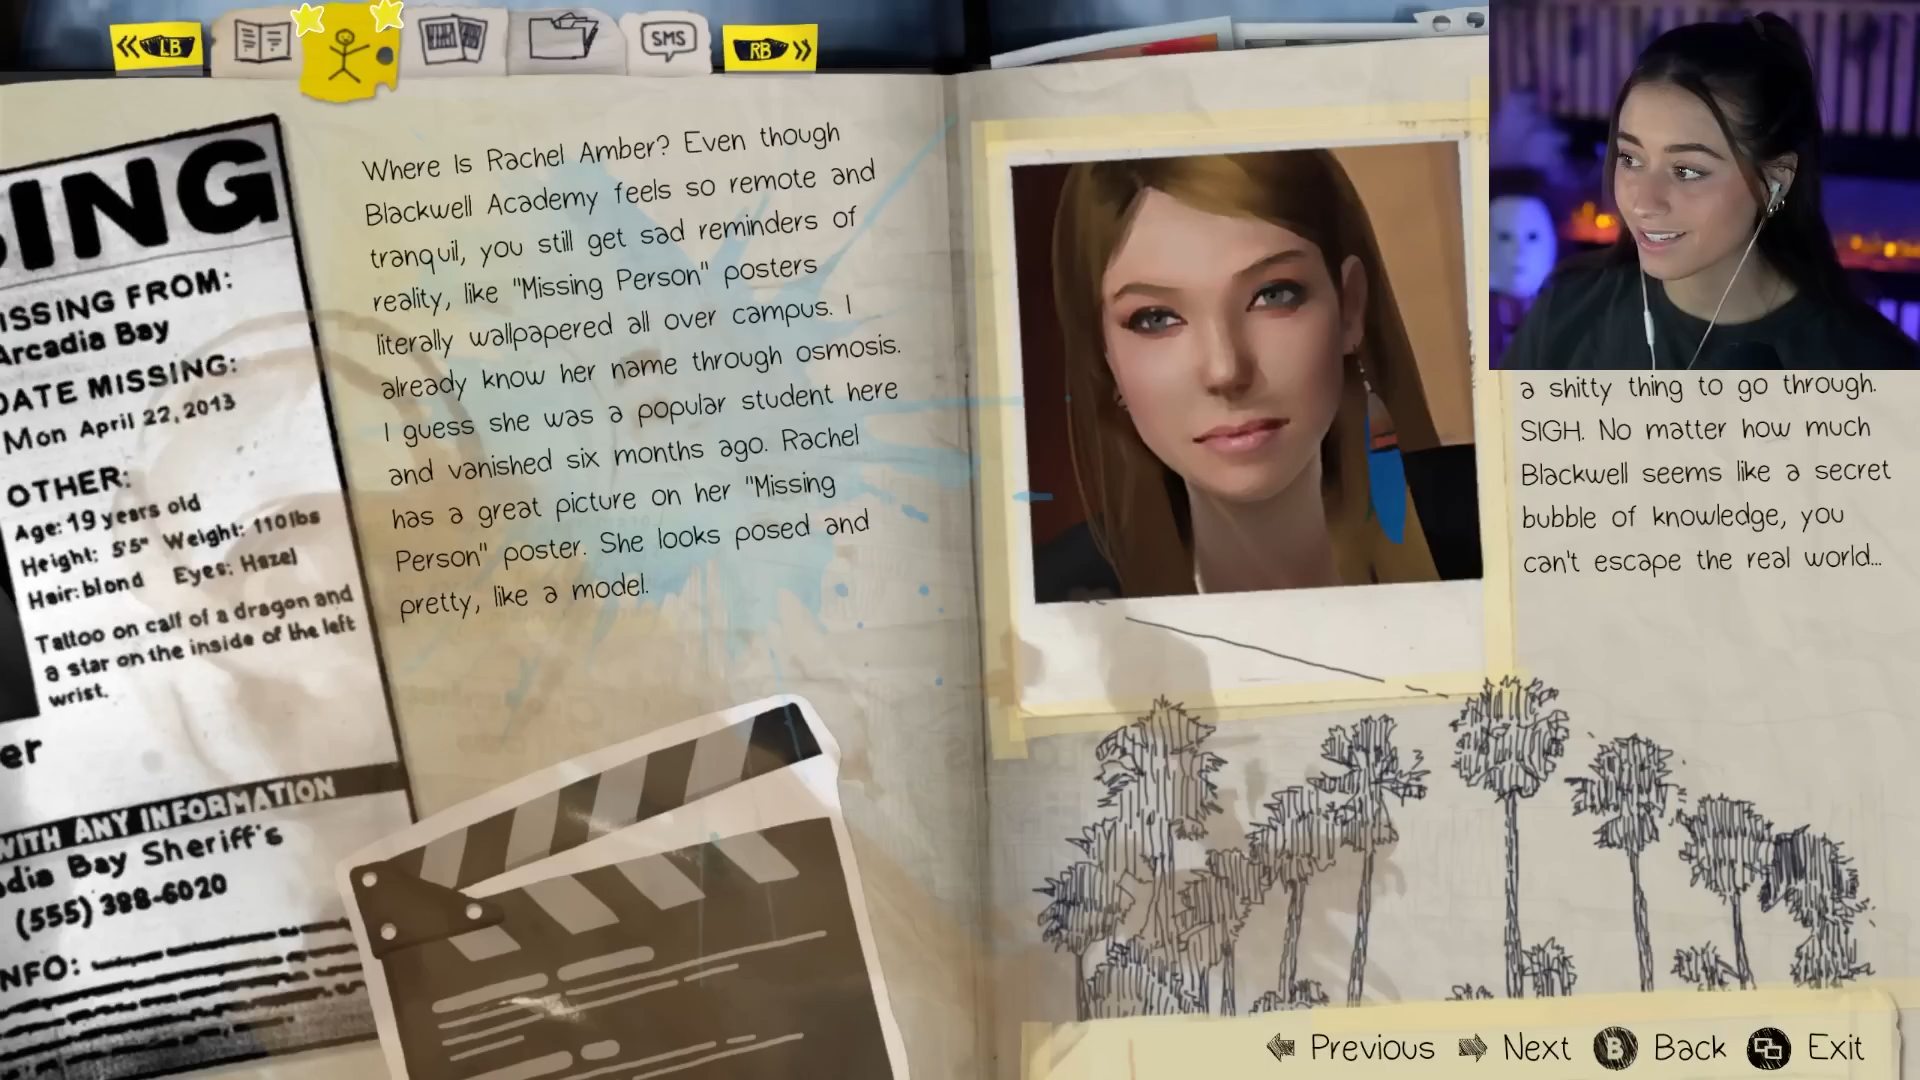 LB
SMS
RB
SING
ISSING FROM:
Arcadia Bay
DATE MISSING:
Mon April 22, 2013
OTHER:
Age: 19 years old
Height: 5'5" Weight: 110lbs
Hair: blond Eyes: Hazel
Tattoo on calf of a dragon and
a star on the inside of the left
wrist.
er
WITH ANY INFORMATION
dia Bay Sheriff's
(555) 388-6020
NFO:
Where Is Rachel Amber? Even though
Blackwell Academy feels so remote and
tranquil, you still get sad reminders of
reality, like "Missing Person" posters
literally wallpapered all over campus. I
already know her name through osmosis.
I guess she was a popular student here
and vanished six months ago. Rachel
has a great picture on her "Missing
Person" poster. She looks posed and
pretty, like a model.
a shitty thing to go through.
SIGH. No matter how much
Blackwell seems like a secret
bubble of knowledge, you
can't escape the real world...
Previous Next B Back Exit